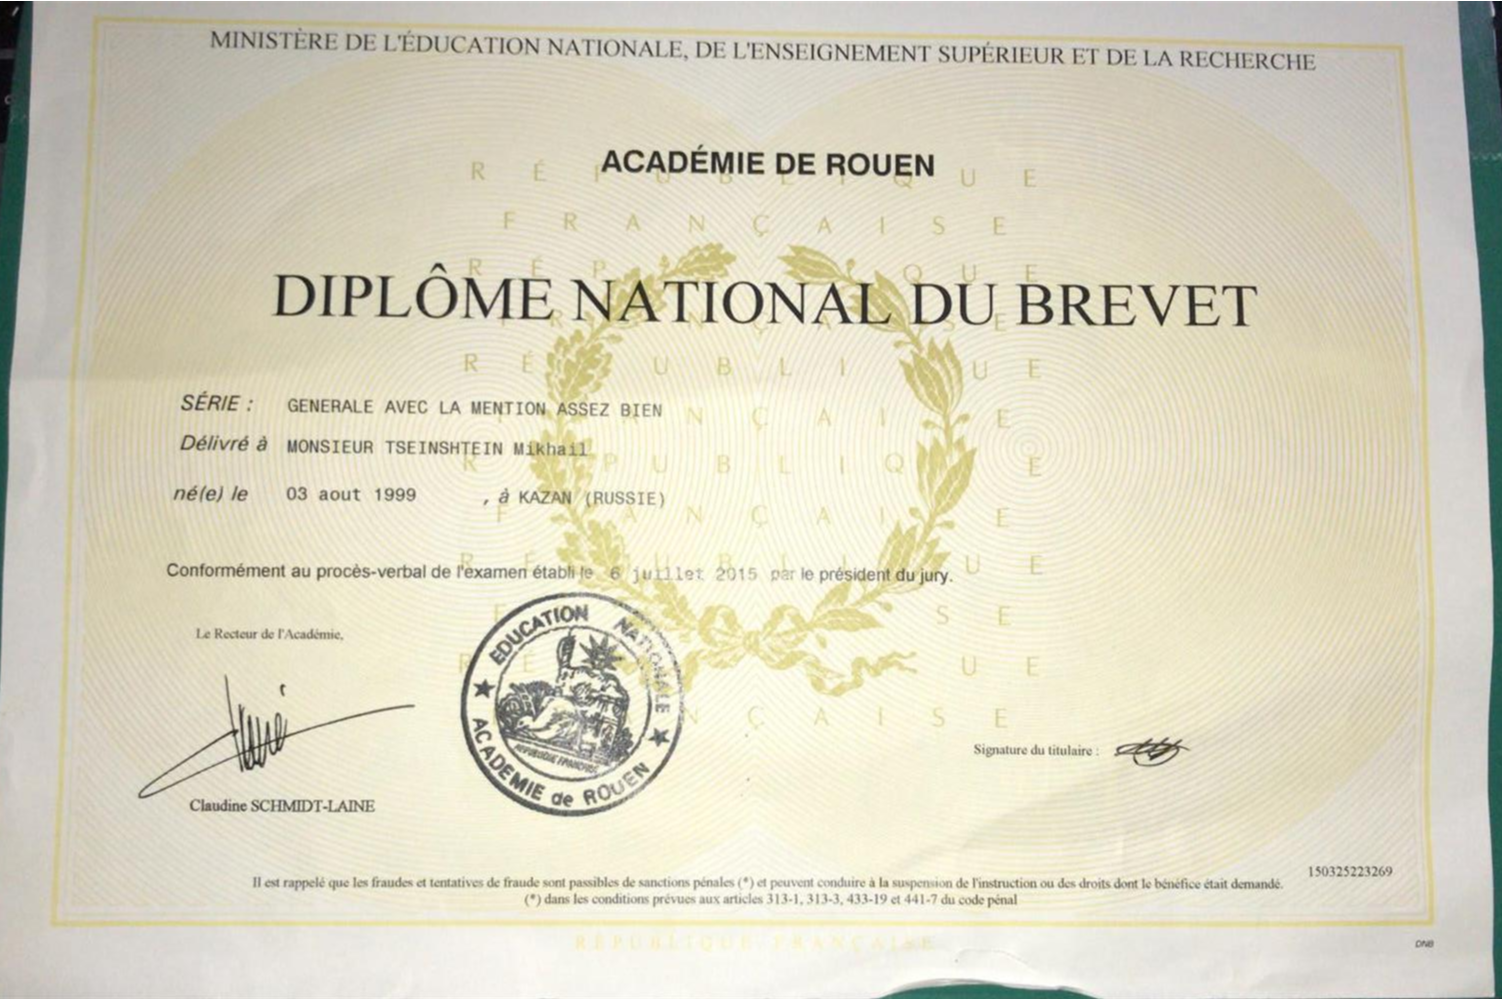 MINISTÈRE DE L'ÉDUCATION NATIONALE, DE L'ENSEIGNEMENT SUPÉRIEUR ET DE LA RECHERCHE
ACADÉMIE DE ROUEN
DIPLÔME NATIONAL DU BREVET
SÉRIE : GENERALE AVEC LA MENTION ASSEZ BIEN
Délivré à MONSIEUR TSEINSHTEIN Mikhail
né(e) le 03 aout 1999 , à KAZAN (RUSSIE)
Conformément au procès-verbal de l'examen établi le 6 juillet 2015 par le président du jury.
Le Recteur de l'Académie,
EDUCATION NATIONALE
ACADEMIE de ROUEN
REPUBLIQUE FRANCAISE
Signature du titulaire :
Claudine SCHMIDT-LAINE
150325223269
Il est rappelé que les fraudes et tentatives de fraude sont passibles de sanctions pénales (*) et peuvent conduire à la suspension de l'instruction ou des droits dont le bénéfice était demandé.
(*) dans les conditions prévues aux articles 313-1, 313-3, 433-19 et 441-7 du code pénal
RÉPUBLIQUE FRANÇAISE
DNB